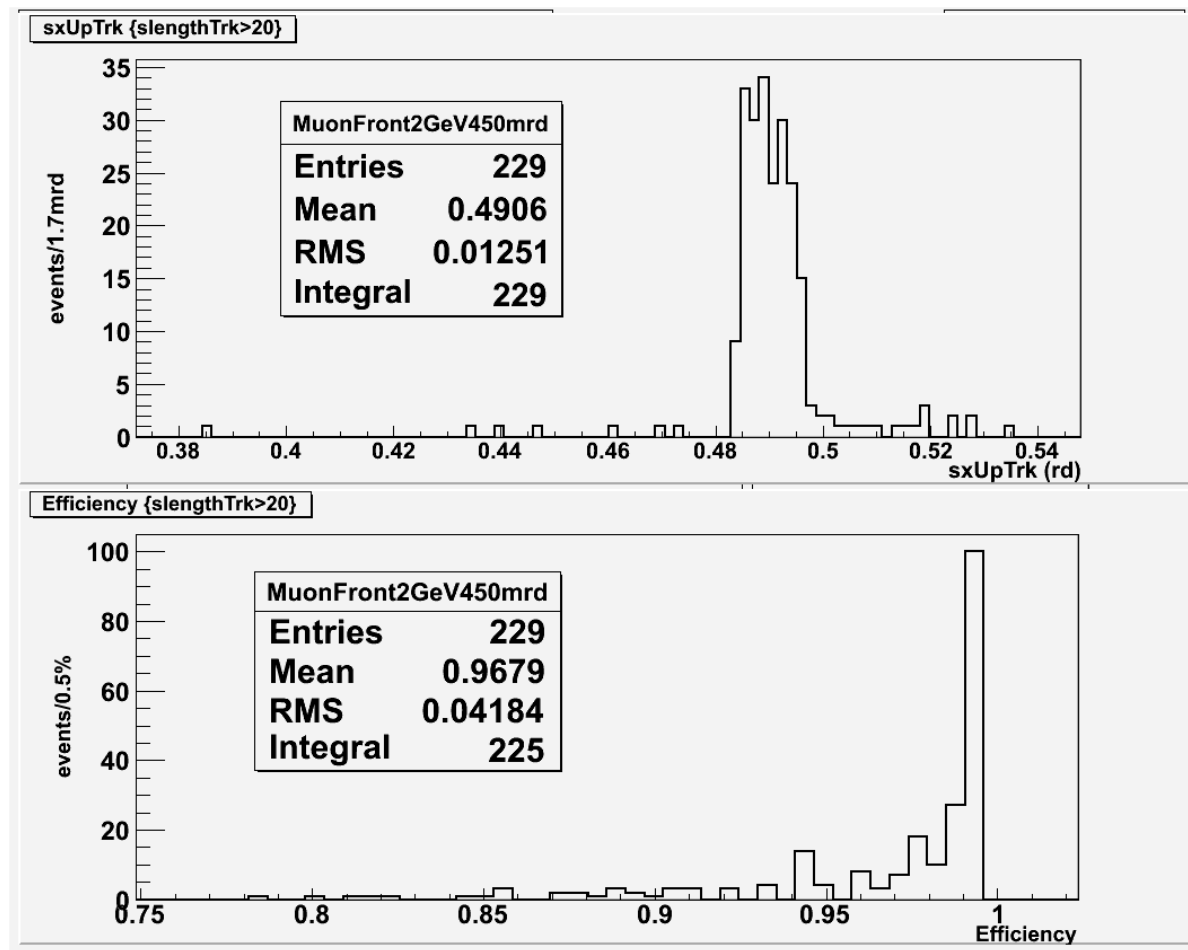 sxUpTrk {slengthTrk>20}
35
30
25
20
15
10
5
0
events/1.7mrd
MuonFront2GeV450mrd
Entries 229
Mean 0.4906
RMS 0.01251
Integral 229
0.38 0.4 0.42 0.44 0.46 0.48 0.5 0.52 0.54
sxUpTrk (rd)
Efficiency {slengthTrk>20}
100
80
60
40
20
0
events/0.5%
MuonFront2GeV450mrd
Entries 229
Mean 0.9679
RMS 0.04184
Integral 225
0.75 0.8 0.85 0.9 0.95 1
Efficiency